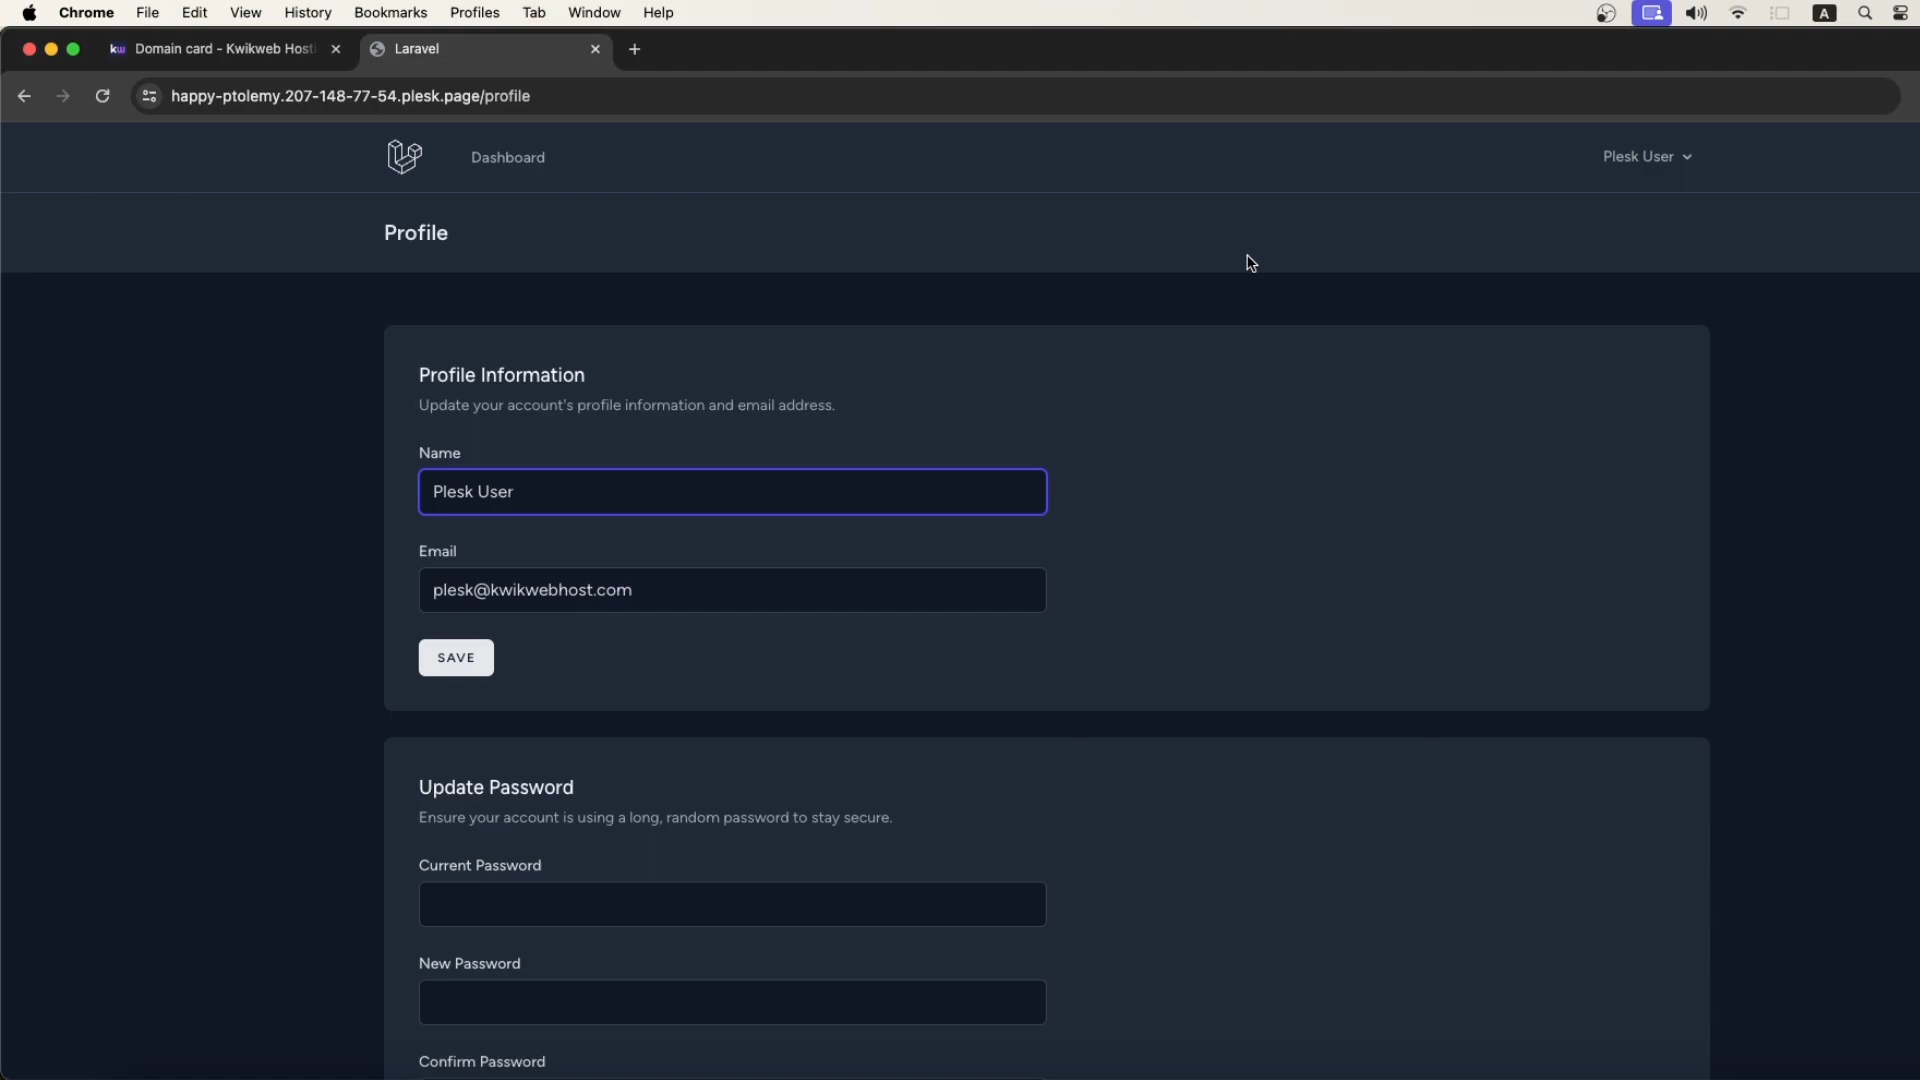 Chrome File Edit View History Bookmarks Profiles Tab Window Help A
kw Domain card - Kwikweb Host Laravel
happy-ptolemy.207-148-77-54.plesk.page/profile
Dashboard Plesk User
Profile
Profile Information
Update your account's profile information and email address.
Name
Plesk User
Email
plesk@kwikwebhost.com
SAVE
Update Password
Ensure your account is using a long, random password to stay secure.
Current Password
New Password
Confirm Password